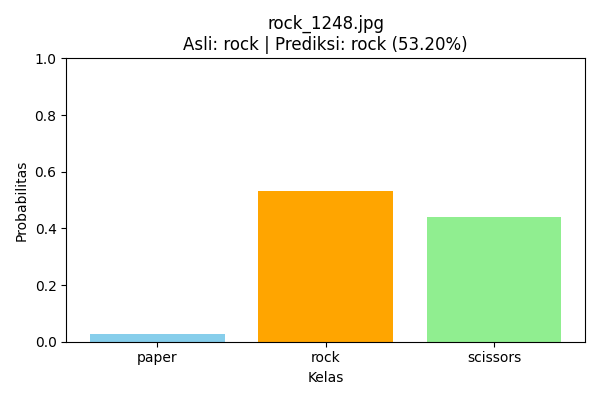 rock_1248.jpg
Asli: rock | Prediksi: rock (53.20%)
1.0
0.8
0.6
0.4
0.2
0.0
Probabilitas
paper rock scissors
Kelas